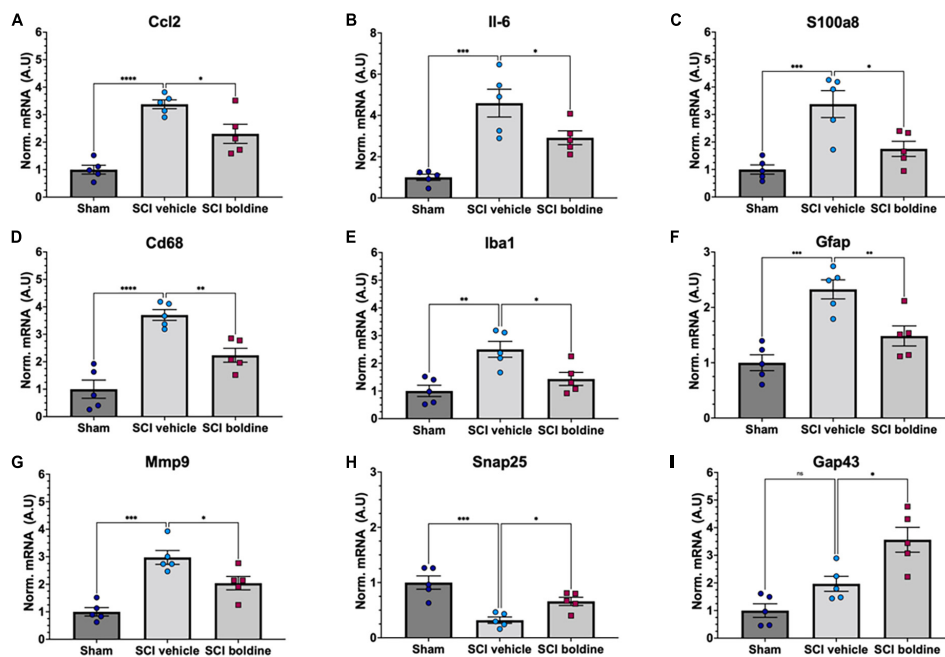 A
Ccl2
Norm. mRNA (A.U)
6
5
4
3
2
1
0
****
*
Sham
SCI vehicle
SCI boldine
B
Il-6
Norm. mRNA (A.U)
8
6
4
2
0
***
*
Sham
SCI vehicle
SCI boldine
C
S100a8
Norm. mRNA (A.U)
6
5
4
3
2
1
0
***
*
Sham
SCI vehicle
SCI boldine
D
Cd68
Norm. mRNA (A.U)
6
5
4
3
2
1
0
****
**
Sham
SCI vehicle
SCI boldine
E
Iba1
Norm. mRNA (A.U)
6
5
4
3
2
1
0
**
*
Sham
SCI vehicle
SCI boldine
F
Gfap
Norm. mRNA (A.U)
3
2
1
0
***
**
Sham
SCI vehicle
SCI boldine
G
Mmp9
Norm. mRNA (A.U)
6
5
4
3
2
1
0
***
*
Sham
SCI vehicle
SCI boldine
H
Snap25
Norm. mRNA (A.U)
3
2
1
0
***
*
Sham
SCI vehicle
SCI boldine
I
Gap43
Norm. mRNA (A.U)
6
5
4
3
2
1
0
ns
*
Sham
SCI vehicle
SCI boldine